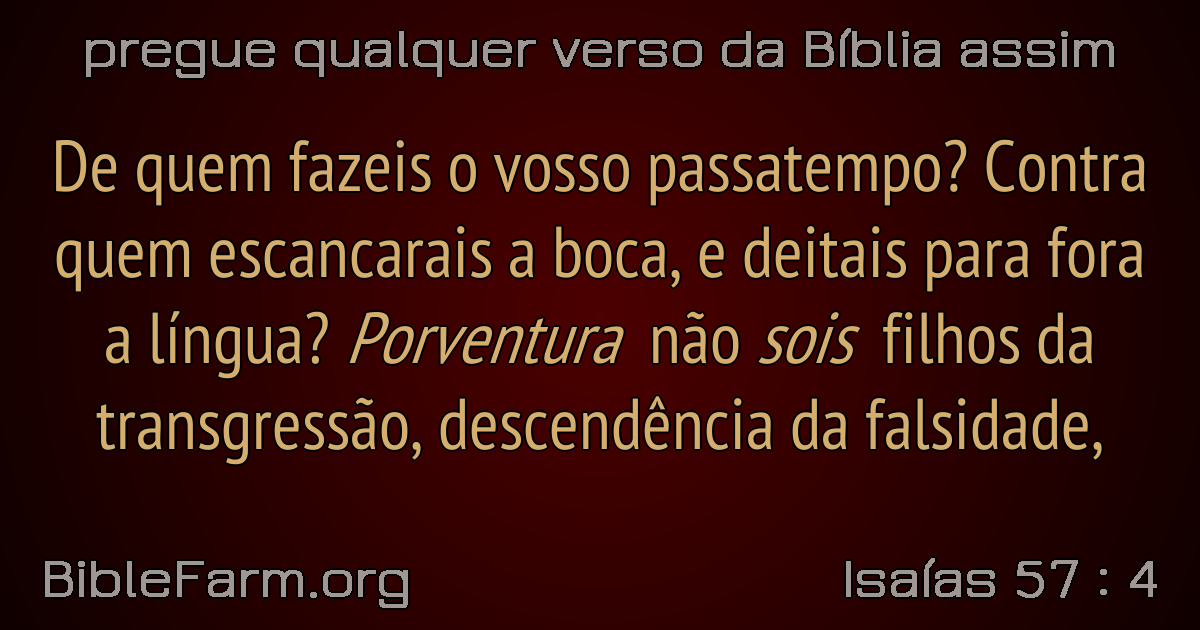 pregue qualquer verso da Bíblia assim
De quem fazeis o vosso passatempo? Contra
quem escancarais a boca, e deitais para fora
a língua? Porventura não sois filhos da
transgressão, descendência da falsidade,
BibleFarm.org
Isaías 57 : 4